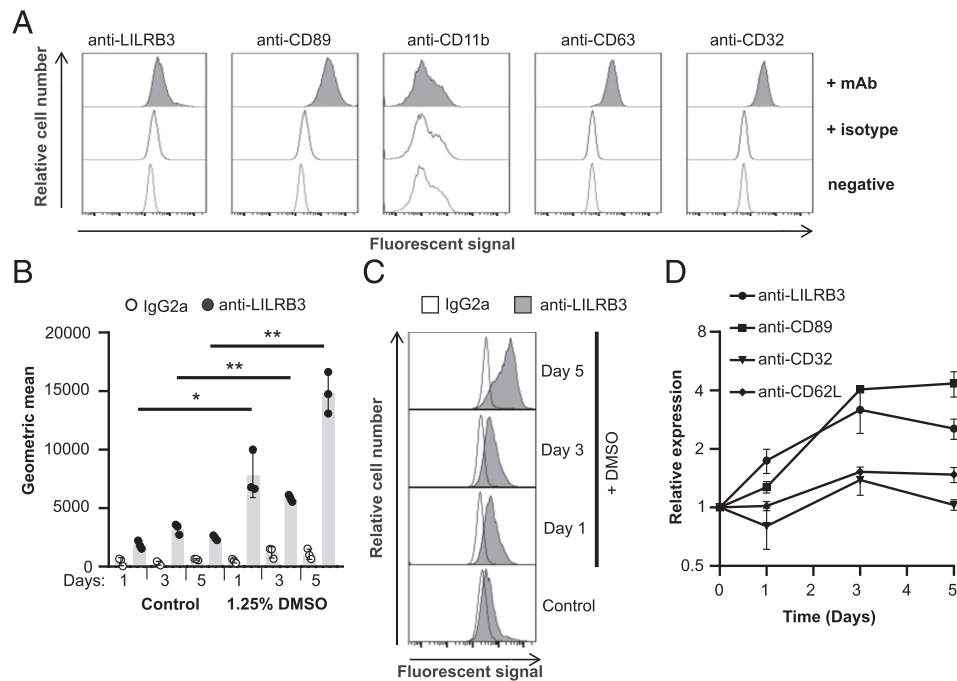 A
anti-LILRB3 anti-CD89 anti-CD11b anti-CD63 anti-CD32
Relative cell number
+ mAb
+ isotype
negative
Fluorescent signal
B
IgG2a anti-LILRB3
Geometric mean
20000
15000
10000
5000
0
**
**
*
Days: 1 3 5 1 3 5
Control 1.25% DMSO
C
IgG2a anti-LILRB3
Relative cell number
Day 5
Day 3
Day 1
Control
+ DMSO
Fluorescent signal
D
anti-LILRB3
anti-CD89
anti-CD32
anti-CD62L
Relative expression
8
4
2
1
0.5
0 1 2 3 4 5
Time (Days)